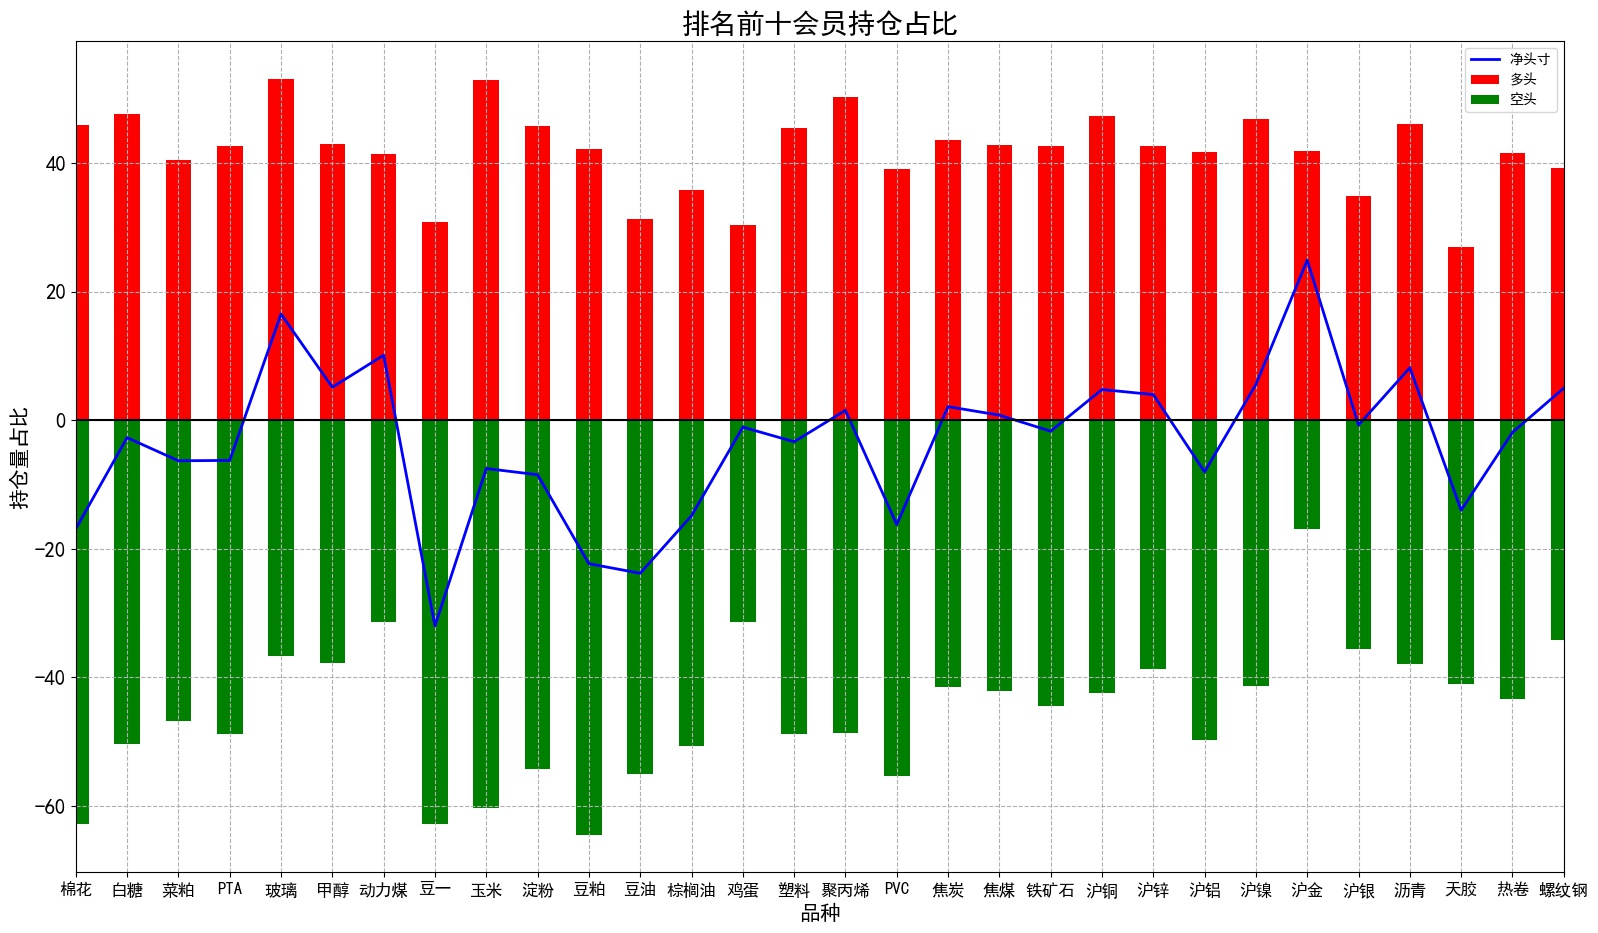 排名前十会员持仓占比
净头寸
多头
空头
持仓量占比
40
20
0
−20
−40
−60
棉花 白糖 菜粕 PTA 玻璃 甲醇 动力煤 豆一 玉米 淀粉 豆粕 豆油 棕榈油 鸡蛋 塑料 聚丙烯 PVC 焦炭 焦煤 铁矿石 沪铜 沪锌 沪铝 沪镍 沪金 沪银 沥青 天胶 热卷 螺纹钢
品种